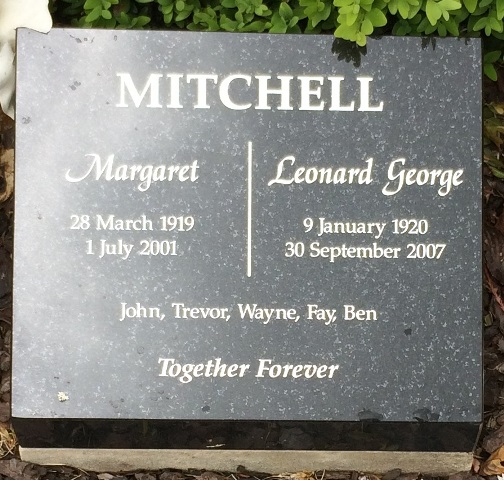 MITCHELL
Margaret
28 March 1919
1 July 2001
Leonard George
9 January 1920
30 September 2007
John, Trevor, Wayne, Fay, Ben
Together Forever